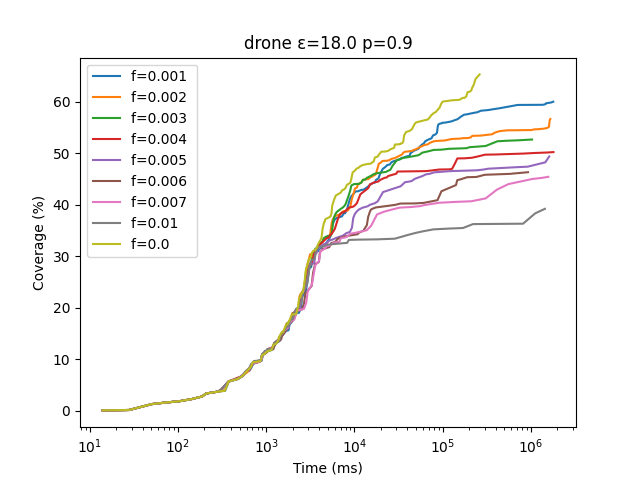 drone ε=18.0 p=0.9
f=0.001
f=0.002
f=0.003
f=0.004
f=0.005
f=0.006
f=0.007
f=0.01
f=0.0
Coverage (%)
60
50
40
30
20
10
0
10¹ 10² 10³ 10⁴ 10⁵ 10⁶
Time (ms)